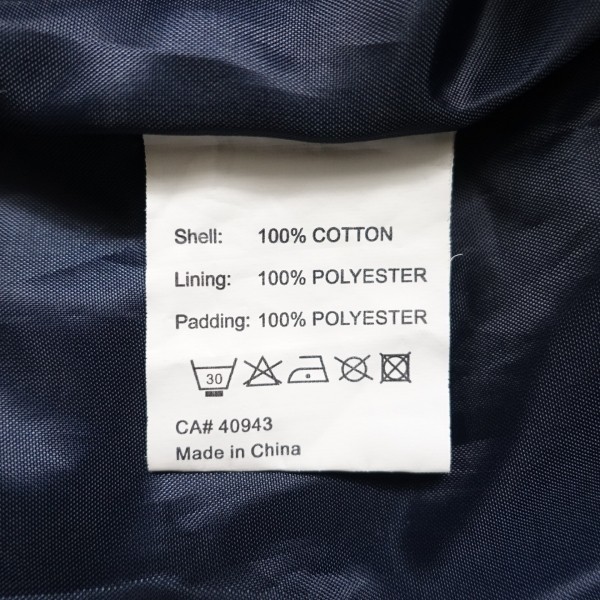 Shell: 100% COTTON
Lining: 100% POLYESTER
Padding: 100% POLYESTER
30
CA# 40943
Made in China